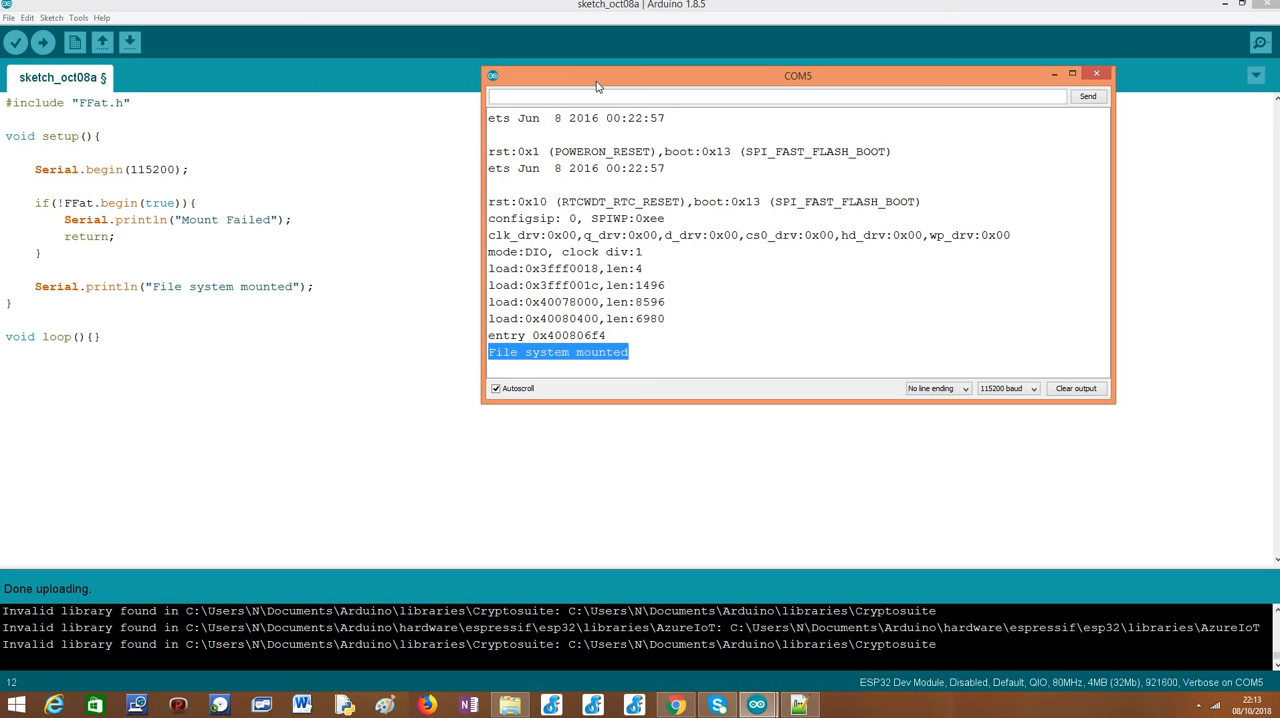 sketch_oct08a | Arduino 1.8.5
File Edit Sketch Tools Help
sketch_oct08a §
#include "FFat.h"
void setup(){
Serial.begin(115200);
if(!FFat.begin(true)){
Serial.println("Mount Failed");
return;
}
Serial.println("File system mounted");
}
void loop(){}
COM5
Send
ets Jun  8 2016 00:22:57
rst:0x1 (POWERON_RESET),boot:0x13 (SPI_FAST_FLASH_BOOT)
ets Jun  8 2016 00:22:57
rst:0x10 (RTCWDT_RTC_RESET),boot:0x13 (SPI_FAST_FLASH_BOOT)
configsip: 0, SPIWP:0xee
clk_drv:0x00,q_drv:0x00,d_drv:0x00,cs0_drv:0x00,hd_drv:0x00,wp_drv:0x00
mode:DIO, clock div:1
load:0x3fff0018,len:4
load:0x3fff001c,len:1496
load:0x40078000,len:8596
load:0x40080400,len:6980
entry 0x400806f4
File system mounted
Autoscroll No line ending 115200 baud Clear output
Done uploading.
Invalid library found in C:\Users\N\Documents\Arduino\libraries\Cryptosuite: C:\Users\N\Documents\Arduino\libraries\Cryptosuite
Invalid library found in C:\Users\N\Documents\Arduino\hardware\espressif\esp32\libraries\AzureIoT: C:\Users\N\Documents\Arduino\hardware\espressif\esp32\libraries\AzureIoT
Invalid library found in C:\Users\N\Documents\Arduino\libraries\Cryptosuite: C:\Users\N\Documents\Arduino\libraries\Cryptosuite
12 ESP32 Dev Module, Disabled, Default, QIO, 80MHz, 4MB (32Mb), 921600, Verbose on COM5
22:13
08/10/2018